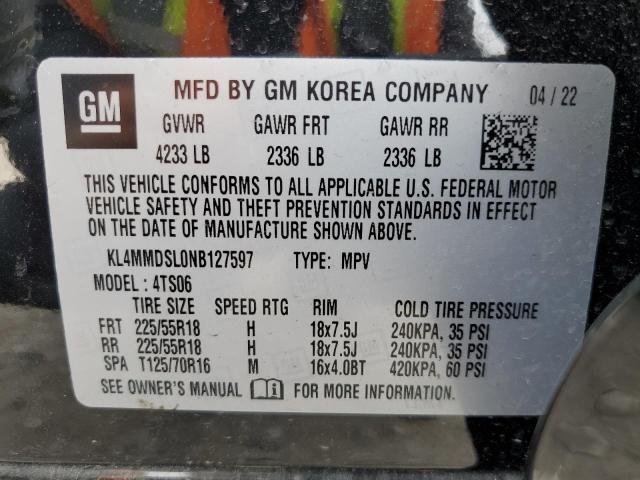 GM MFD BY GM KOREA COMPANY 04/22
GVWR GAWR FRT GAWR RR
4233 LB 2336 LB 2336 LB
THIS VEHICLE CONFORMS TO ALL APPLICABLE U.S. FEDERAL MOTOR
VEHICLE SAFETY AND THEFT PREVENTION STANDARDS IN EFFECT
ON THE DATE OF MANUFACTURE SHOWN ABOVE.
KL4MMDSL0NB127597 TYPE: MPV
MODEL: 4TS06
TIRE SIZE SPEED RTG RIM COLD TIRE PRESSURE
FRT 225/55R18 H 18x7.5J 240KPA, 35 PSI
RR 225/55R18 H 18x7.5J 240KPA, 35 PSI
SPA T125/70R16 M 16x4.0BT 420KPA, 60 PSI
SEE OWNER'S MANUAL FOR MORE INFORMATION.